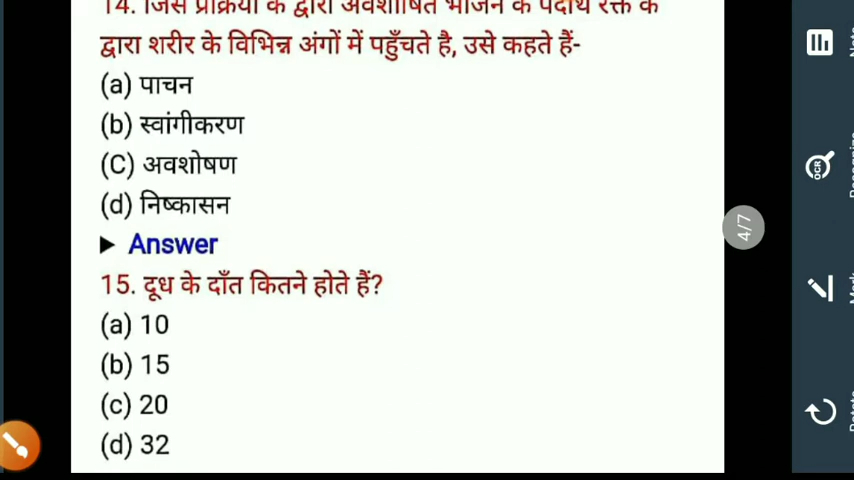 14. जिस प्रक्रिया के द्वारा अवशोषित भोजन के पदार्थ रक्त के
द्वारा शरीर के विभिन्न अंगों में पहुँचते है, उसे कहते हैं-
(a) पाचन
(b) स्वांगीकरण
(C) अवशोषण
(d) निष्कासन
▶ Answer
15. दूध के दाँत कितने होते हैं?
(a) 10
(b) 15
(c) 20
(d) 32
4/7
OCR